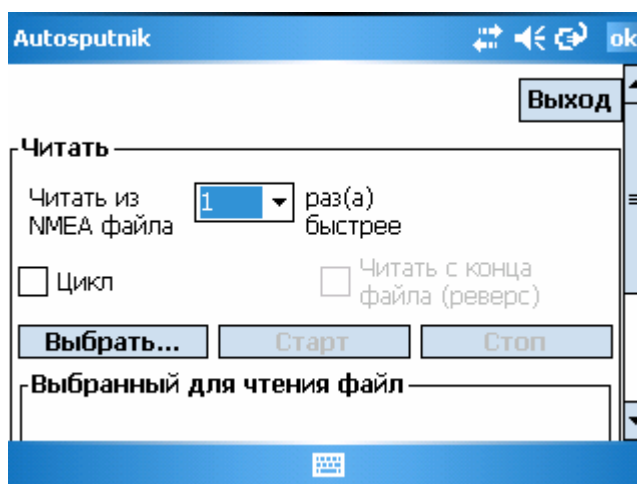 Autosputnik
ok
Выход
Читать
Читать из
NMEA файла
1
раз(а)
быстрее
Цикл
Читать с конца
файла (реверс)
Выбрать...
Старт
Стоп
Выбранный для чтения файл